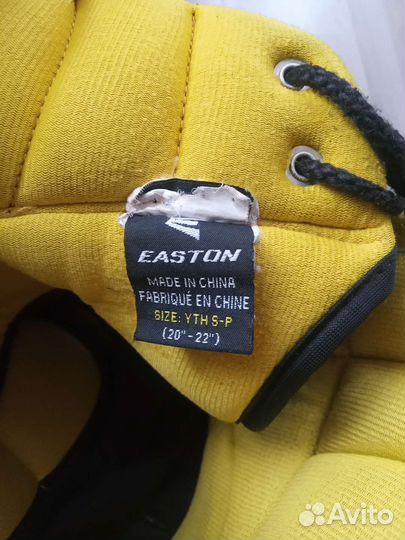 EASTON
MADE IN CHINA
FABRIQUÉ EN CHINE
SIZE: YTH S-P
(20"-22")
Avito